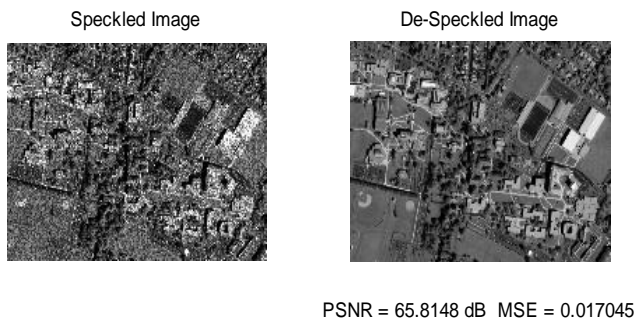 Speckled Image
De-Speckled Image
PSNR = 65.8148 dB MSE = 0.017045